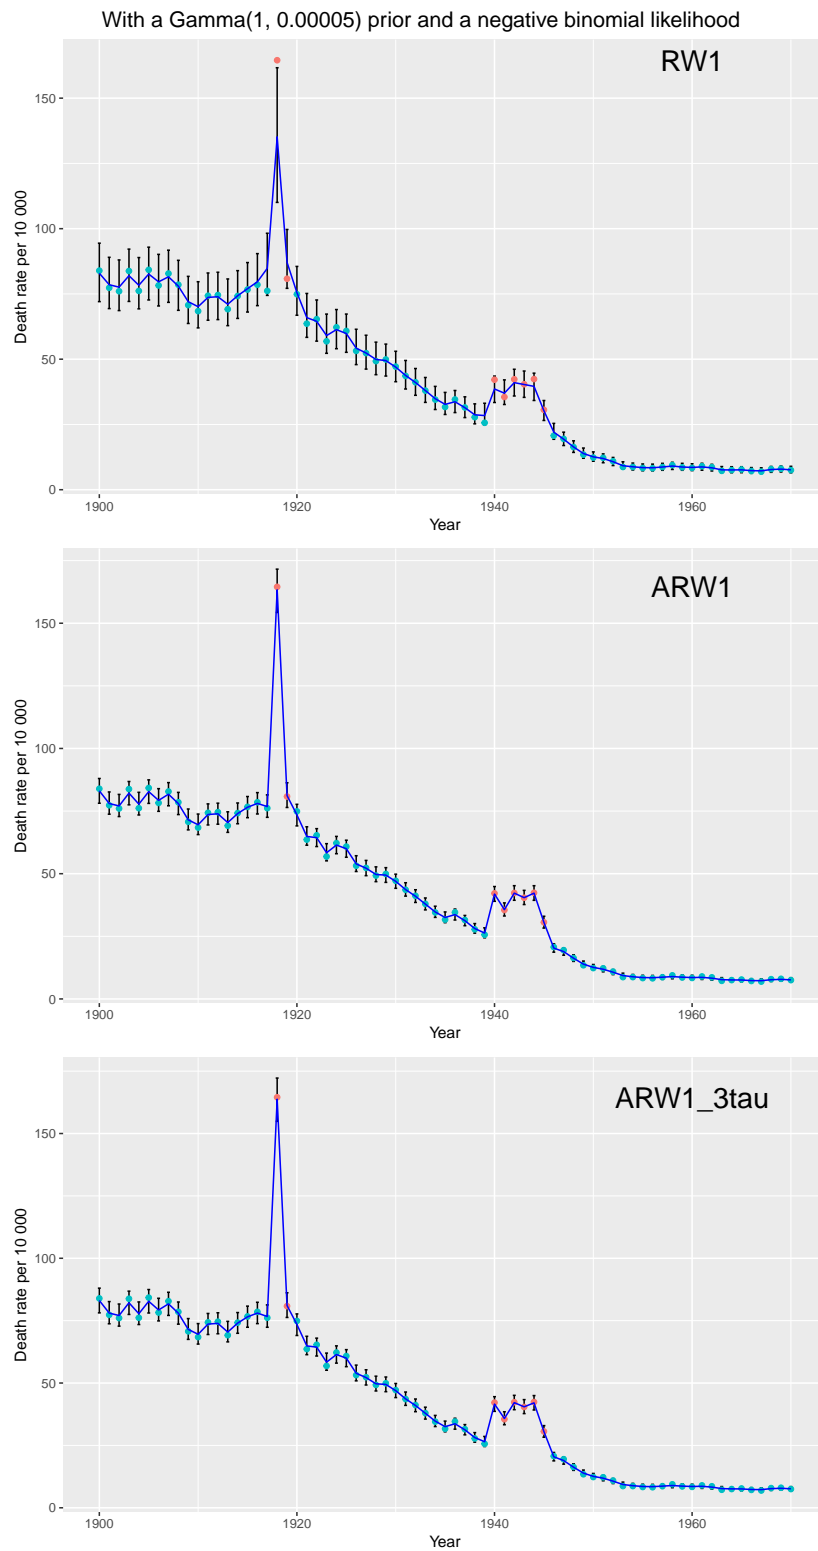 With a Gamma(1, 0.00005) prior and a negative binomial likelihood
RW1
150
100
50
0
Death rate per 10 000
1900 1920 1940 1960
Year
ARW1
150
100
50
0
Death rate per 10 000
1900 1920 1940 1960
Year
ARW1_3tau
150
100
50
0
Death rate per 10 000
1900 1920 1940 1960
Year